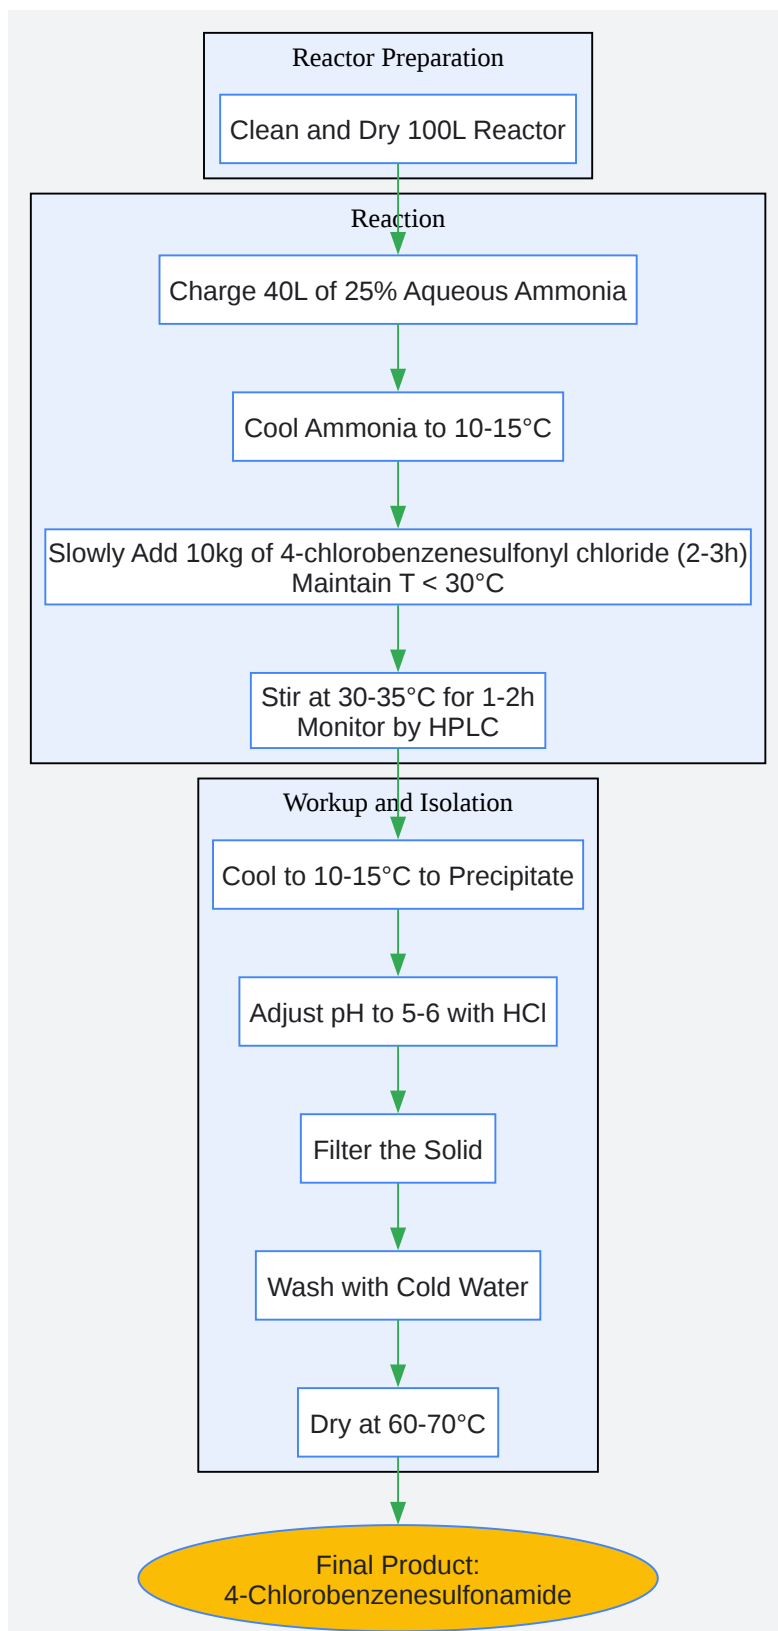 Reactor Preparation
Clean and Dry 100L Reactor
Reaction
Charge 40L of 25% Aqueous Ammonia
Cool Ammonia to 10-15°C
Slowly Add 10kg of 4-chlorobenzenesulfonyl chloride (2-3h)
Maintain T < 30°C
Stir at 30-35°C for 1-2h
Monitor by HPLC
Workup and Isolation
Cool to 10-15°C to Precipitate
Adjust pH to 5-6 with HCl
Filter the Solid
Wash with Cold Water
Dry at 60-70°C
Final Product:
4-Chlorobenzenesulfonamide